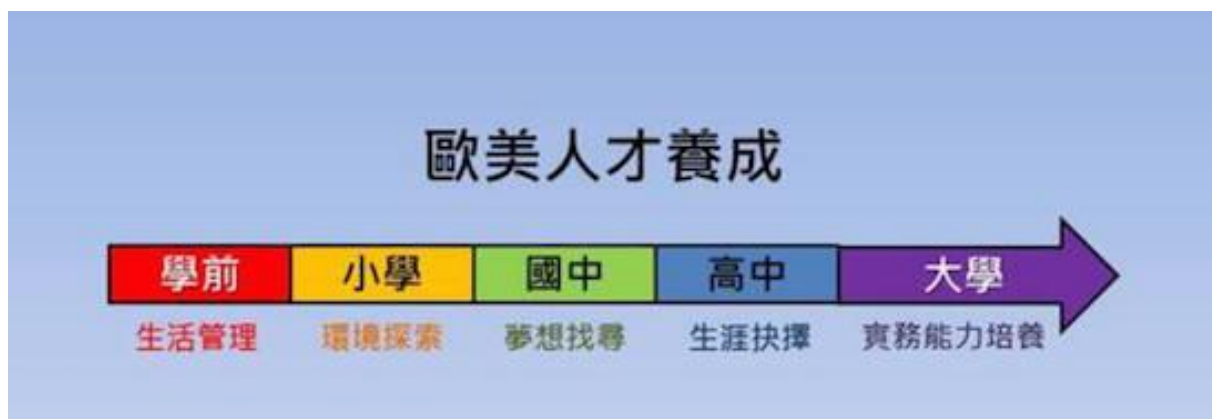 歐美人才養成
學前 小學 國中 高中 大學
生活管理 環境探索 夢想找尋 生涯抉擇 實務能力培養